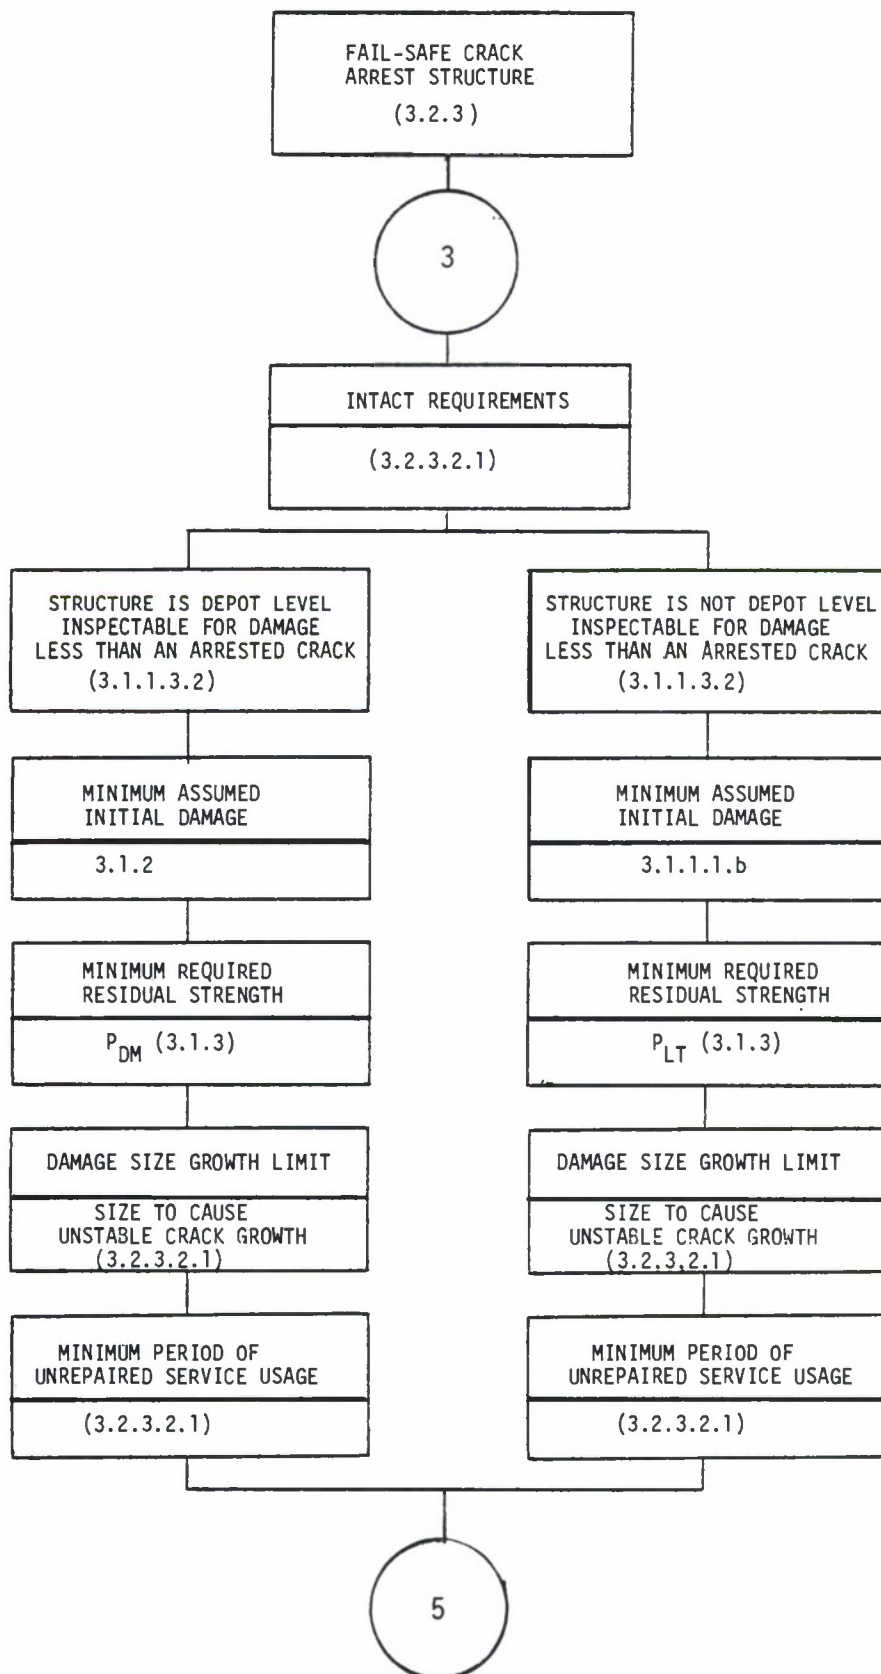 FAIL-SAFE CRACK
ARREST STRUCTURE
(3.2.3)
3
INTACT REQUIREMENTS
(3.2.3.2.1)
STRUCTURE IS DEPOT LEVEL
INSPECTABLE FOR DAMAGE
LESS THAN AN ARRESTED CRACK
(3.1.1.3.2)
MINIMUM ASSUMED
INITIAL DAMAGE
3.1.2
MINIMUM REQUIRED
RESIDUAL STRENGTH
PDM (3.1.3)
DAMAGE SIZE GROWTH LIMIT
SIZE TO CAUSE
UNSTABLE CRACK GROWTH
(3.2.3.2.1)
MINIMUM PERIOD OF
UNREPAIRED SERVICE USAGE
(3.2.3.2.1)
STRUCTURE IS NOT DEPOT LEVEL
INSPECTABLE FOR DAMAGE
LESS THAN AN ARRESTED CRACK
(3.1.1.3.2)
MINIMUM ASSUMED
INITIAL DAMAGE
3.1.1.1.b
MINIMUM REQUIRED
RESIDUAL STRENGTH
PLT (3.1.3)
DAMAGE SIZE GROWTH LIMIT
SIZE TO CAUSE
UNSTABLE CRACK GROWTH
(3.2.3,2.1)
MINIMUM PERIOD OF
UNREPAIRED SERVICE USAGE
(3.2.3.2.1)
5